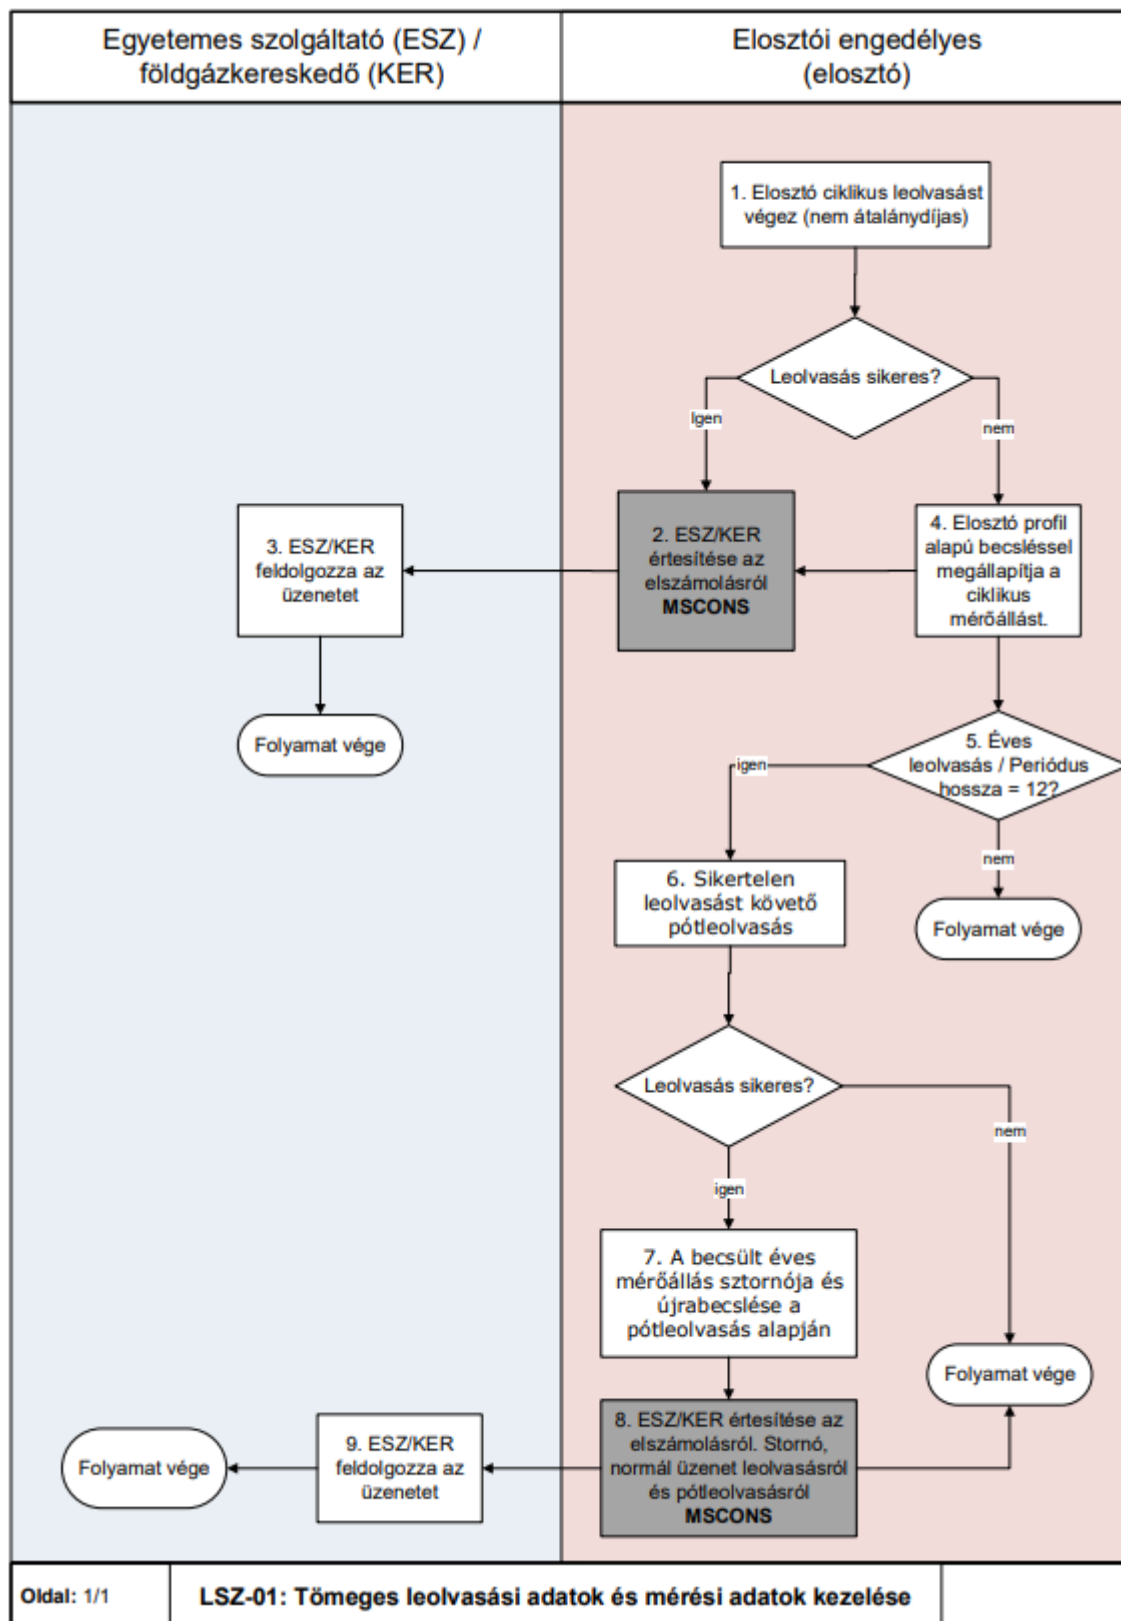 Egyetemes szolgáltató (ESZ) /
földgázkereskedő (KER)
Elosztói engedélyes
(elosztó)
1. Elosztó ciklikus leolvasást
végez (nem átalánydíjas)
Leolvasás sikeres?
Igen
nem
3. ESZ/KER
feldolgozza az
üzenetet
2. ESZ/KER
értesítése az
elszámolásról
MSCONS
4. Elosztó profil
alapú becsléssel
megállapítja a
ciklikus
mérőállást.
Folyamat vége
5. Éves
leolvasás / Periódus
hossza = 12?
igen
nem
6. Sikertelen
leolvasást követő
pótleolvasás
Folyamat vége
Leolvasás sikeres?
nem
igen
7. A becsült éves
mérőállás sztornója és
újrabecslése a
pótleolvasás alapján
Folyamat vége
Folyamat vége
9. ESZ/KER
feldolgozza az
üzenetet
8. ESZ/KER értesítése az
elszámolásról. Stornó,
normál üzenet leolvasásról
és pótleolvasásról
MSCONS
Oldal: 1/1
LSZ-01: Tömeges leolvasási adatok és mérési adatok kezelése